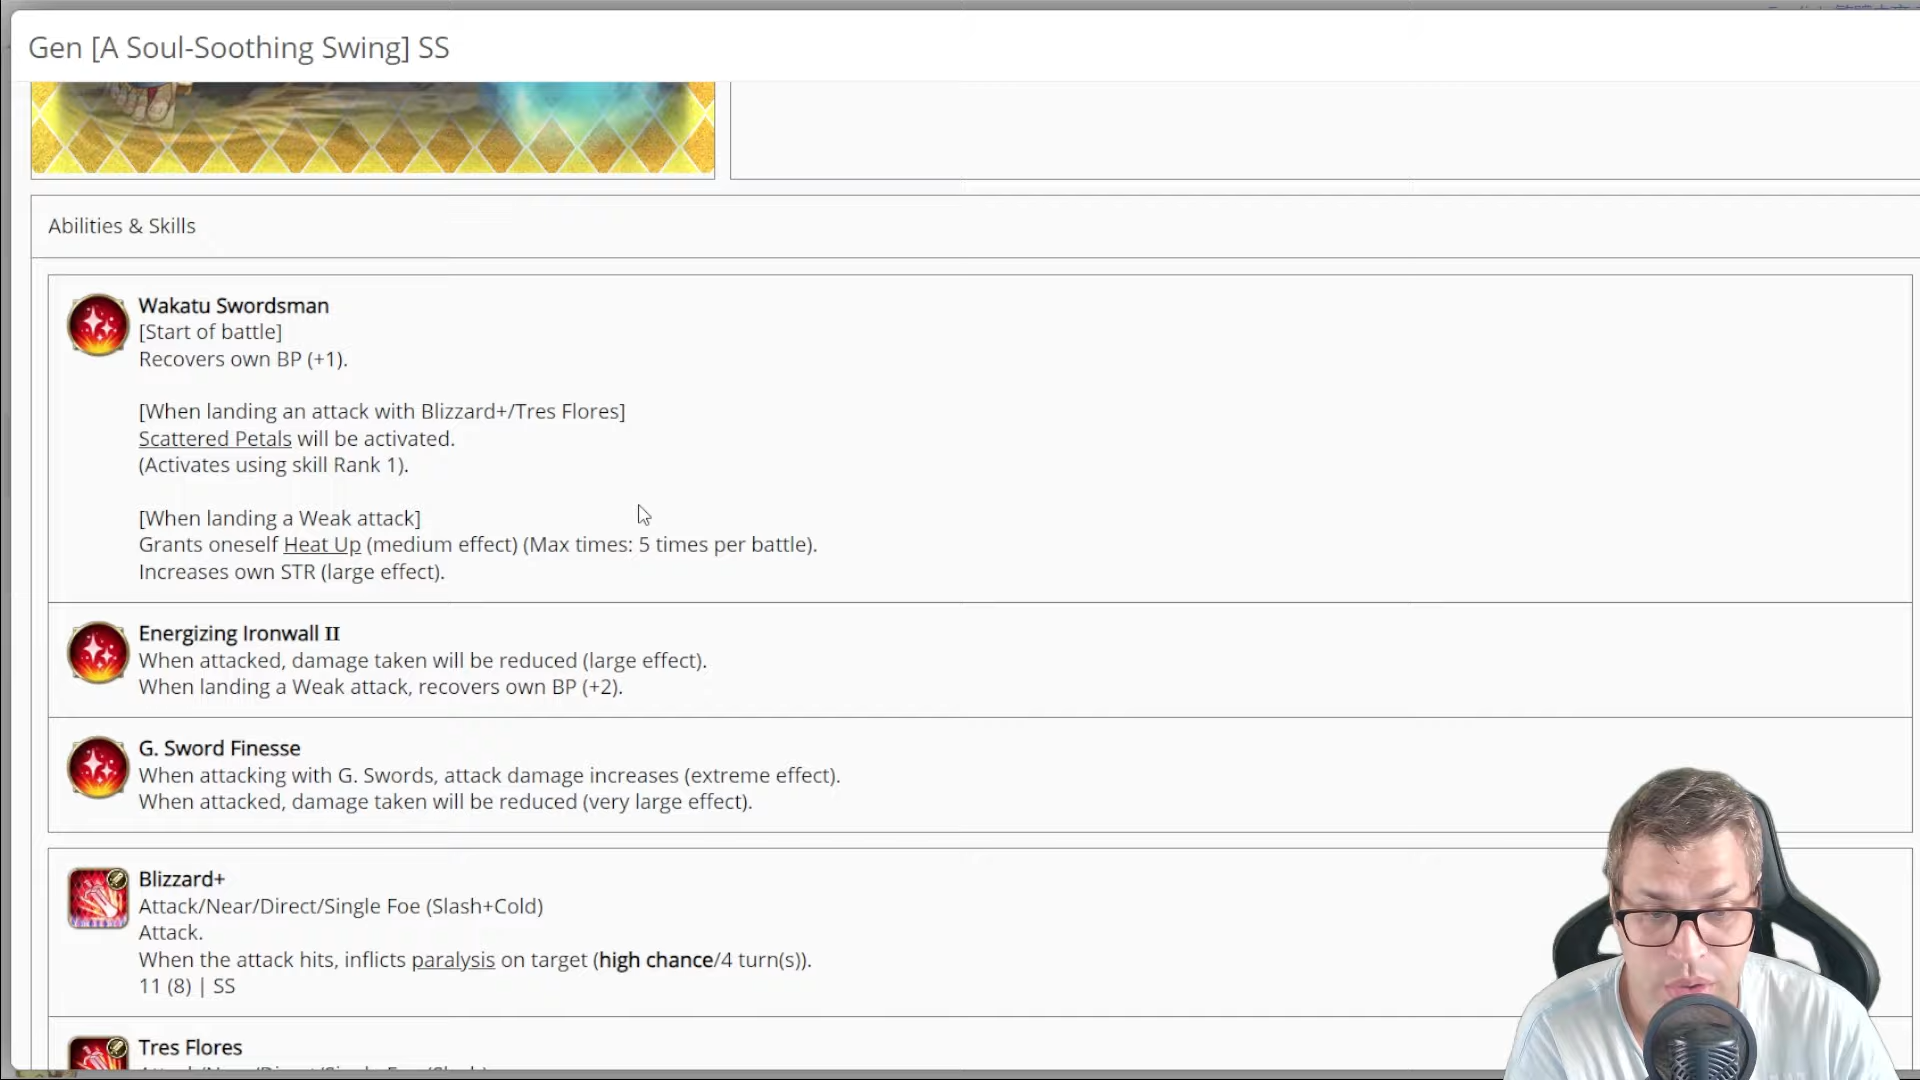 Gen [A Soul-Soothing Swing] SS
Abilities & Skills
Wakatu Swordsman
[Start of battle]
Recovers own BP (+1).
[When landing an attack with Blizzard+/Tres Flores]
Scattered Petals will be activated.
(Activates using skill Rank 1).
[When landing a Weak attack]
Grants oneself Heat Up (medium effect) (Max times: 5 times per battle).
Increases own STR (large effect).
Energizing Ironwall II
When attacked, damage taken will be reduced (large effect).
When landing a Weak attack, recovers own BP (+2).
G. Sword Finesse
When attacking with G. Swords, attack damage increases (extreme effect).
When attacked, damage taken will be reduced (very large effect).
Blizzard+
Attack/Near/Direct/Single Foe (Slash+Cold)
Attack.
When the attack hits, inflicts paralysis on target (high chance/4 turn(s)).
11 (8) | SS
Tres Flores